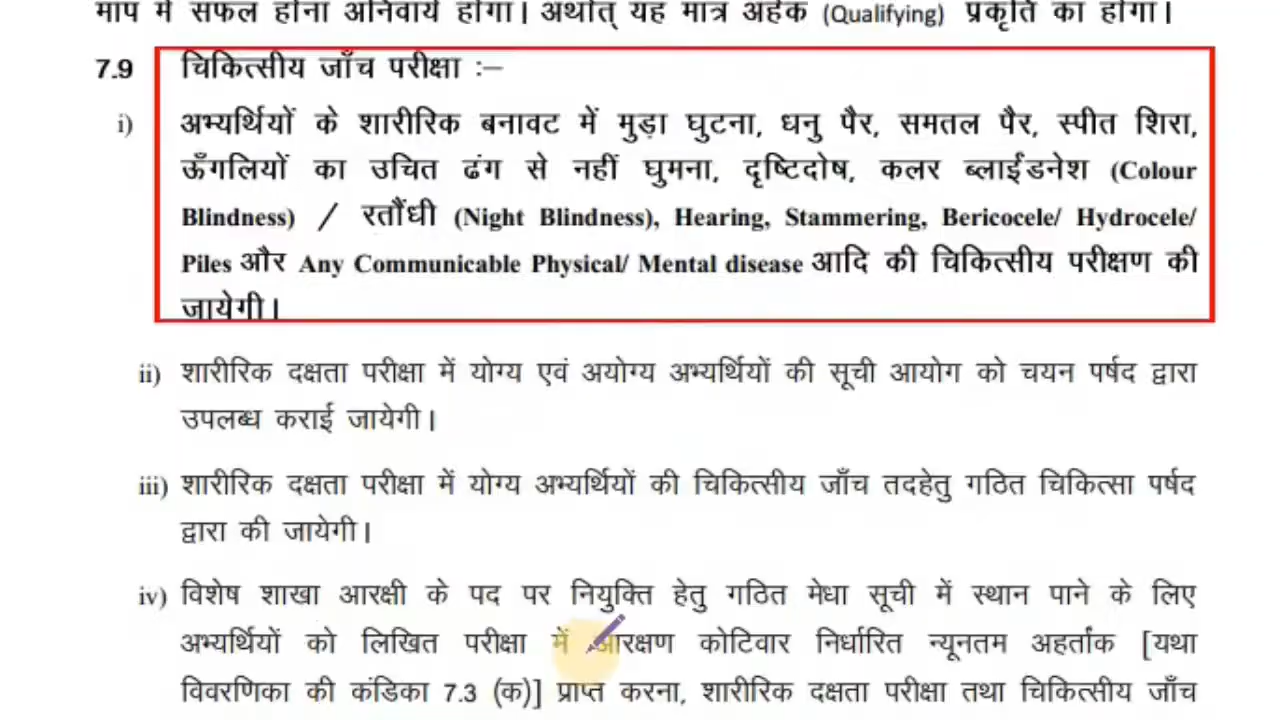 माप में सफल होना अनिवार्य होगा। अर्थात् यह मात्र अर्हक (Qualifying) प्रकृति का होगा।
7.9 चिकित्सीय जाँच परीक्षा :–
i) अभ्यर्थियों के शारीरिक बनावट में मुड़ा घुटना, धनु पैर, समतल पैर, स्पीत शिरा,
ऊँगलियों का उचित ढंग से नहीं घुमना, दृष्टिदोष, कलर ब्लाईंडनेश (Colour
Blindness) / रतौंधी (Night Blindness), Hearing, Stammering, Bericocele/ Hydrocele/
Piles और Any Communicable Physical/ Mental disease आदि की चिकित्सीय परीक्षण की
जायेगी।
ii) शारीरिक दक्षता परीक्षा में योग्य एवं अयोग्य अभ्यर्थियों की सूची आयोग को चयन पर्षद द्वारा
उपलब्ध कराई जायेगी।
iii) शारीरिक दक्षता परीक्षा में योग्य अभ्यर्थियों की चिकित्सीय जाँच तदहेतु गठित चिकित्सा पर्षद
द्वारा की जायेगी।
iv) विशेष शाखा आरक्षी के पद पर नियुक्ति हेतु गठित मेधा सूची में स्थान पाने के लिए
अभ्यर्थियों को लिखित परीक्षा में आरक्षण कोटिवार निर्धारित न्यूनतम अहर्तांक [यथा
विवरणिका की कंडिका 7.3 (क)] प्राप्त करना, शारीरिक दक्षता परीक्षा तथा चिकित्सीय जाँच